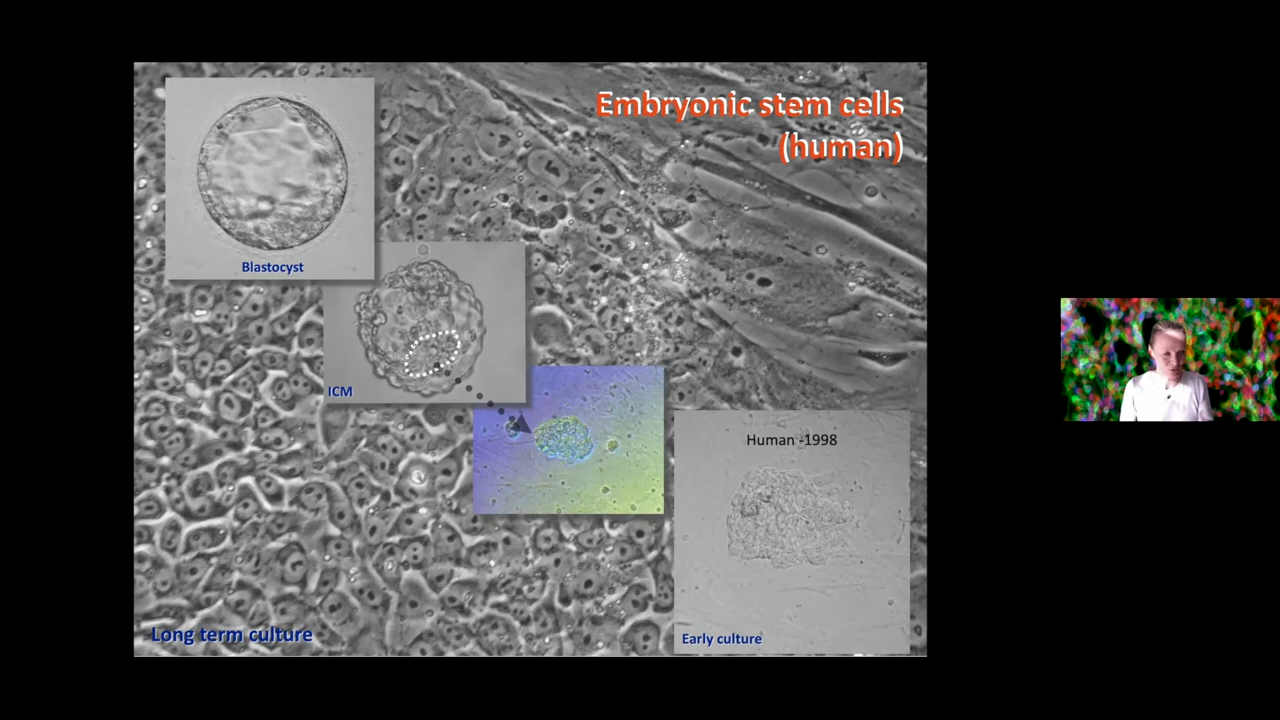 Embryonic stem cells
(human)
Blastocyst
ICM
Human -1998
Early culture
Long term culture